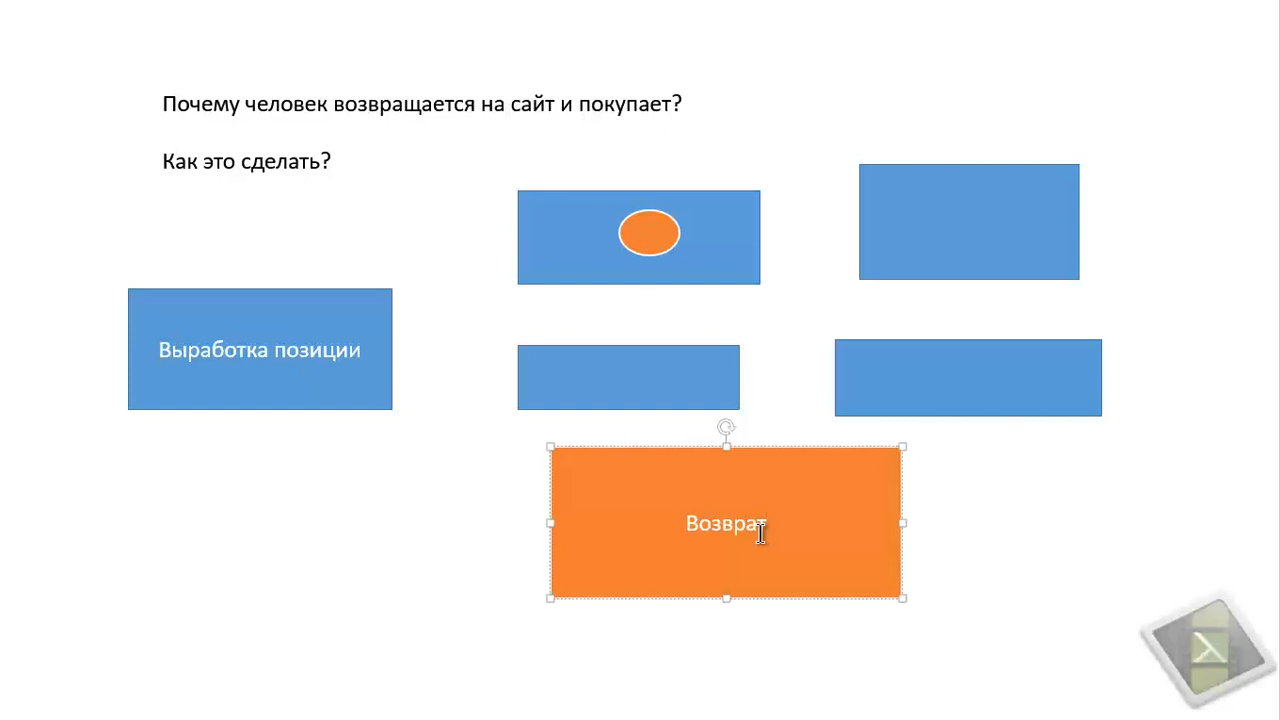 Почему человек возвращается на сайт и покупает?
Как это сделать?
Выработка позиции
Возврат